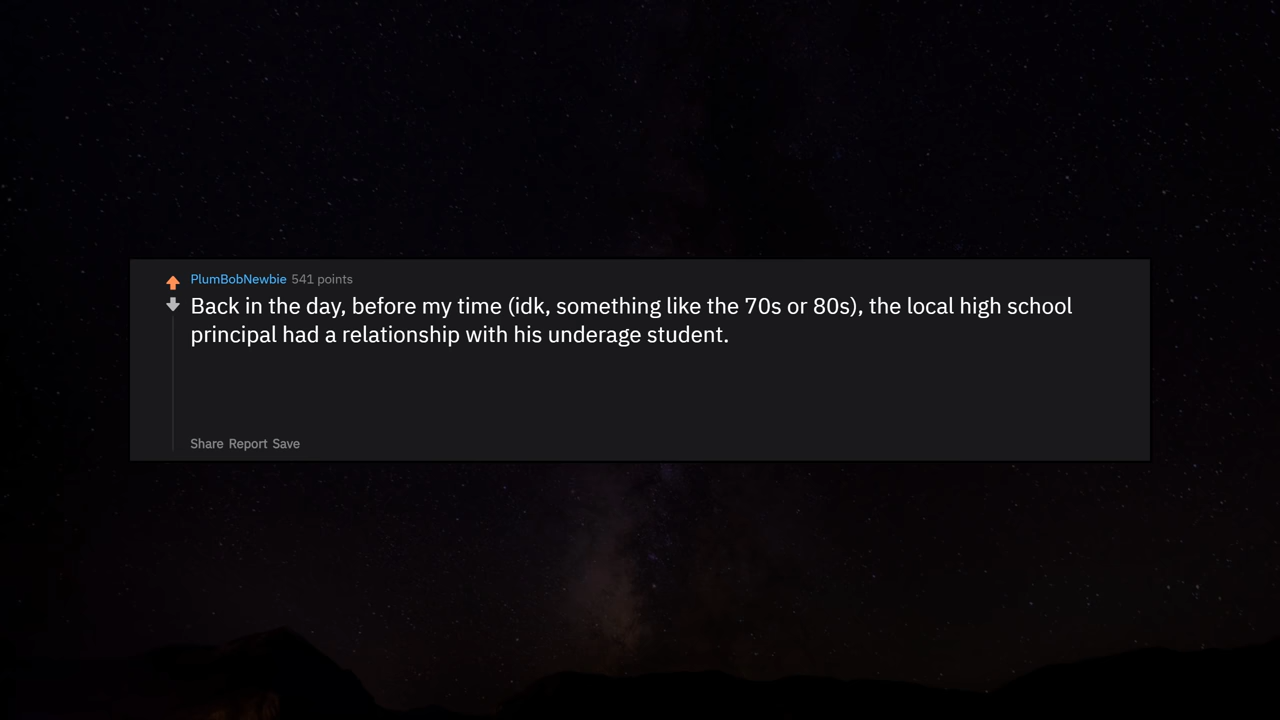 PlumBobNewbie 541 points
Back in the day, before my time (idk, something like the 70s or 80s), the local high school
principal had a relationship with his underage student.
Share Report Save